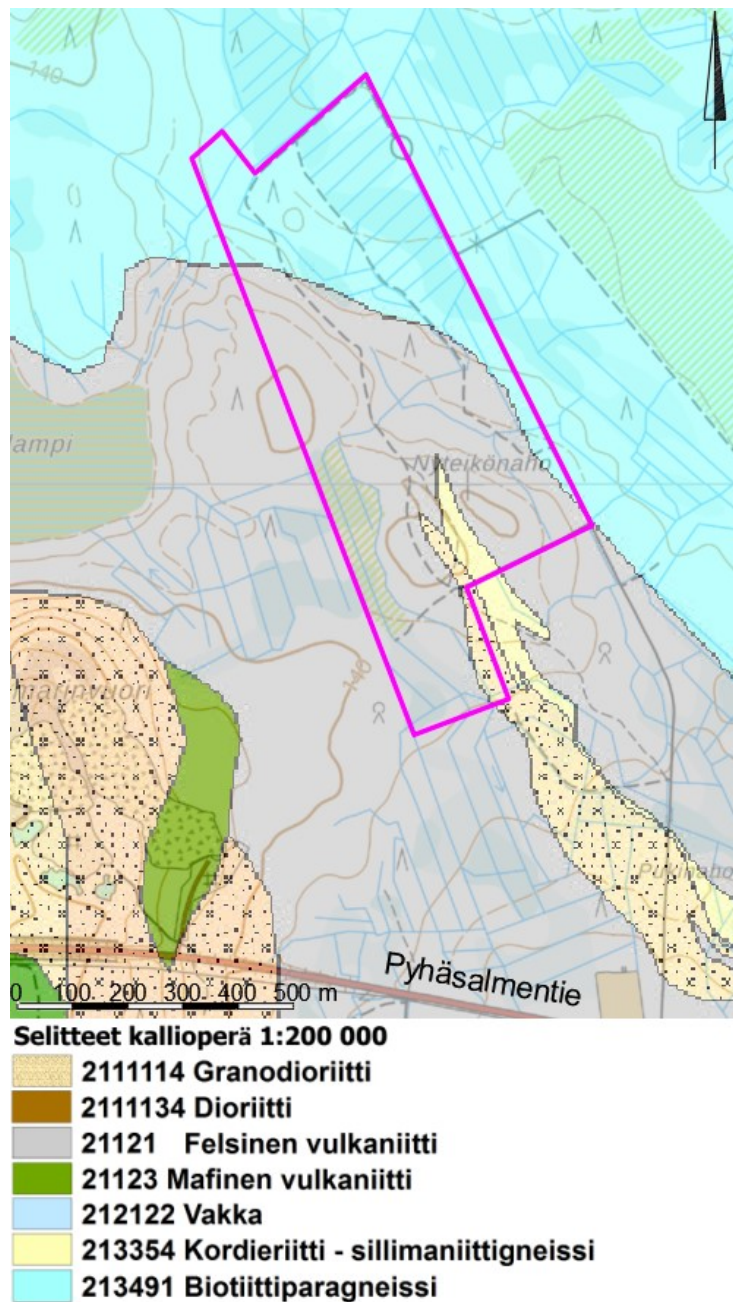 140
lampi
Nyteikönaho
140
Pyhäsalmentie
0 100 200 300 400 500 m
Selitteet kallioperä 1:200 000
2111114 Granodioriitti
2111134 Dioriitti
21121 Felsinen vulkaniitti
21123 Mafinen vulkaniitti
212122 Vakka
213354 Kordieriitti - sillimaniittigneissi
213491 Biotiittiparagneissi